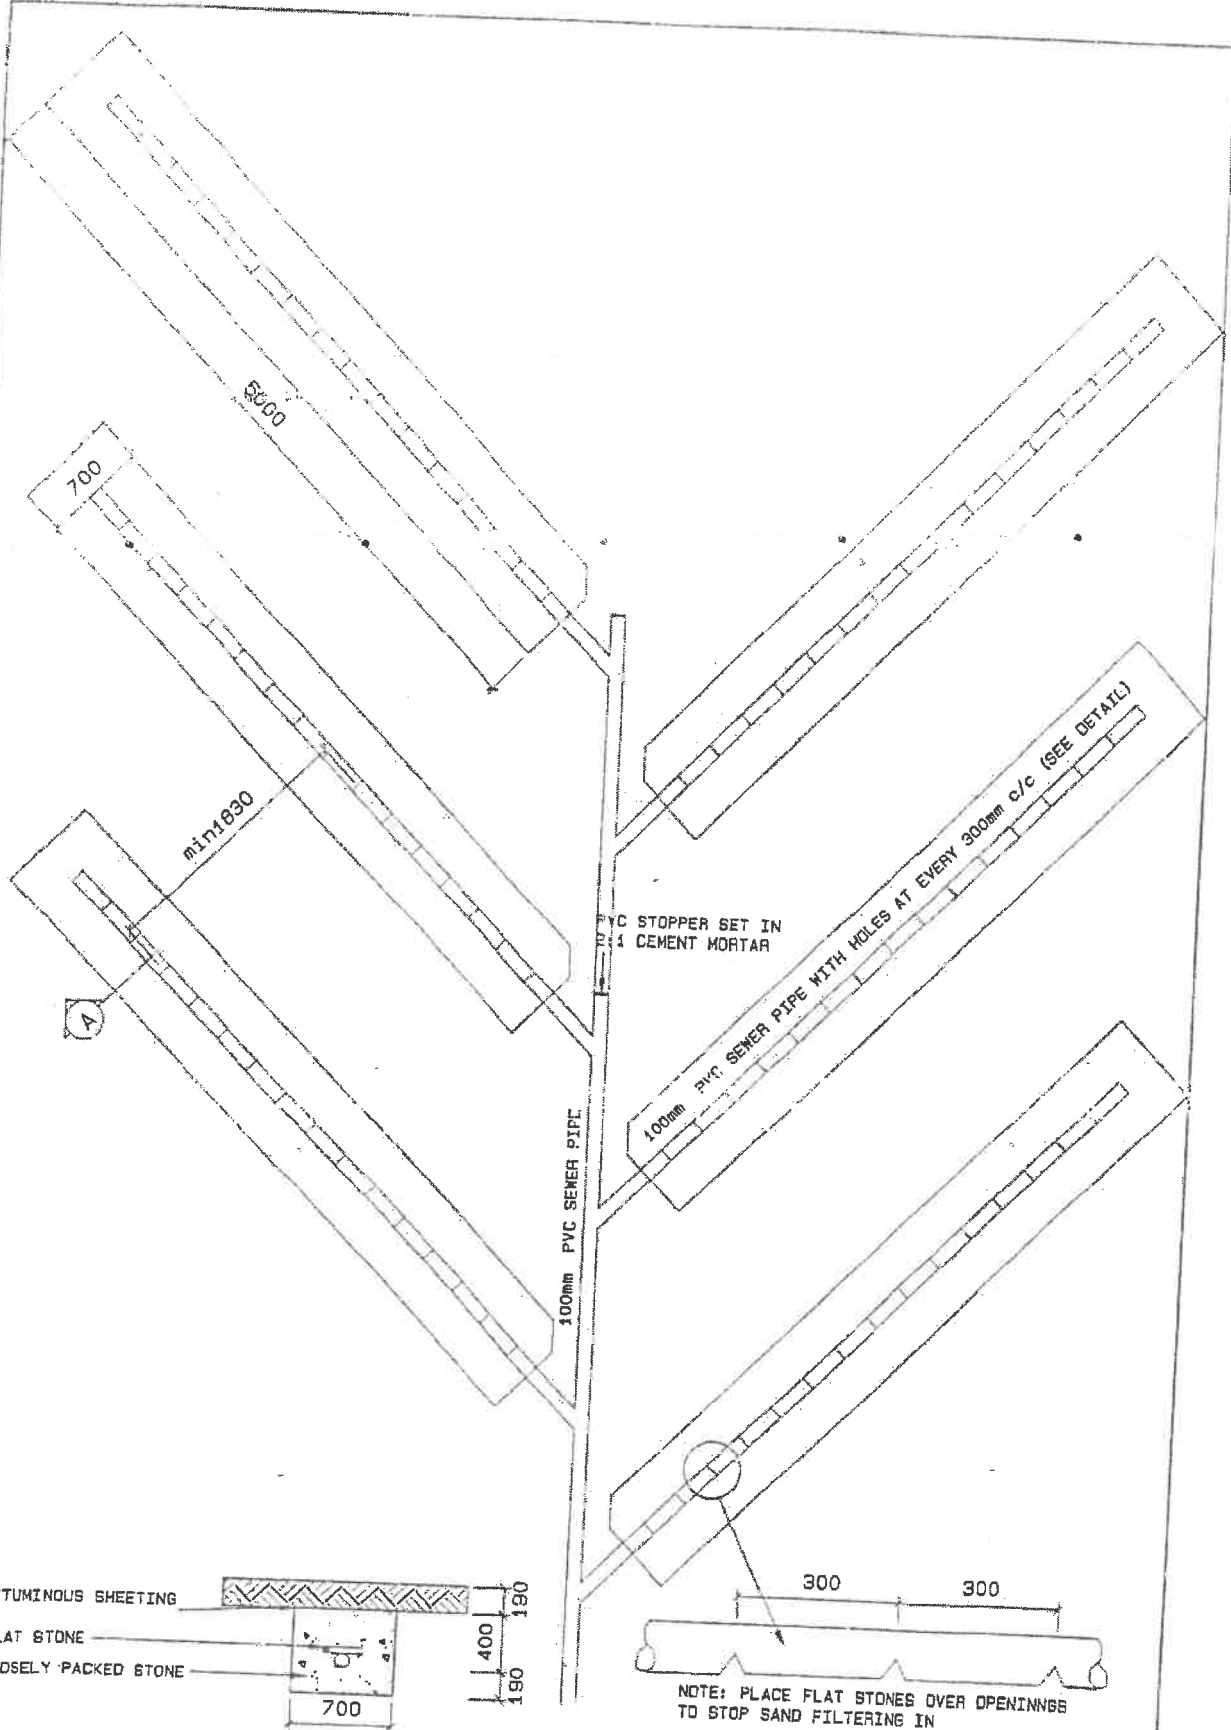 700
min1830
A
PVC STOPPER SET IN
CEMENT MORTAR
100mm PVC SEWER PIPE WITH HOLES AT EVERY 300mm c/c (SEE DETAIL)
100mm PVC SEWER PIPE
TUMINOUS SHEETING
LAT STONE
OSELY PACKED STONE
190
400
190
700
300
300
NOTE: PLACE FLAT STONES OVER OPENINNGS
TO STOP SAND FILTERING IN